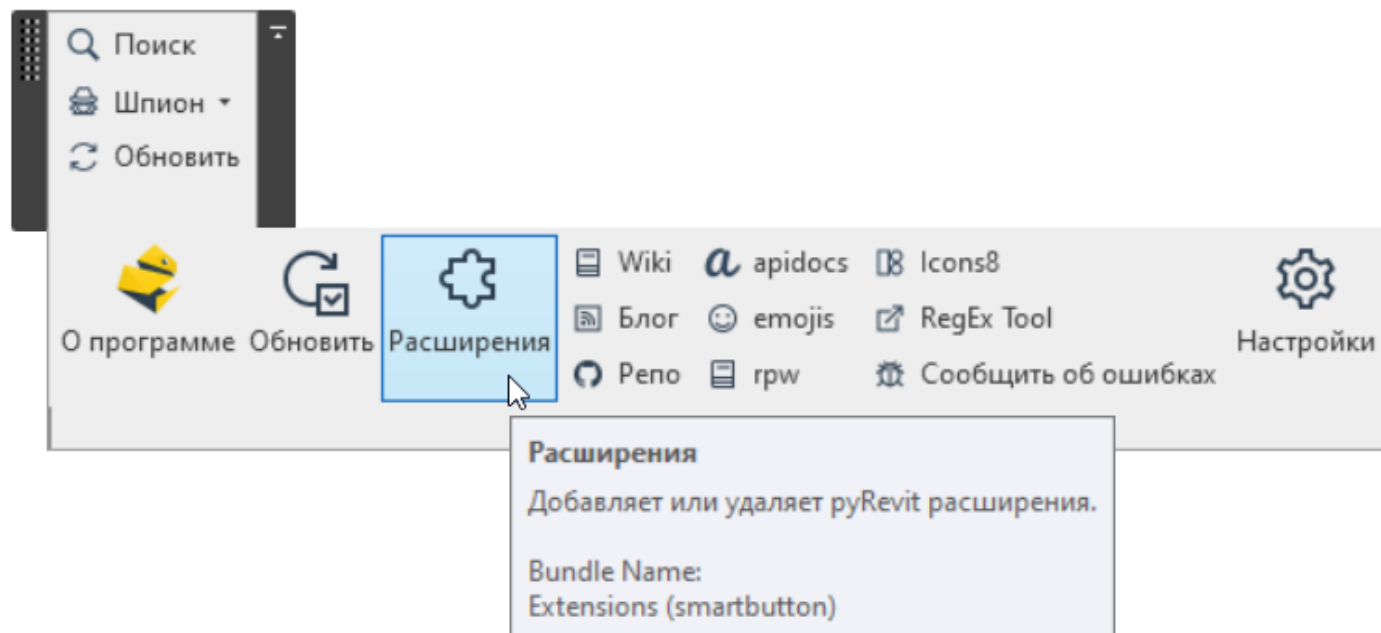 Поиск
Шпион
Обновить
О программе
Обновить
Расширения
Wiki
Блог
Репо
apidocs
emojis
rpw
Icons8
RegEx Tool
Сообщить об ошибках
Настройки
Расширения
Добавляет или удаляет pyRevit расширения.
Bundle Name:
Extensions (smartbutton)